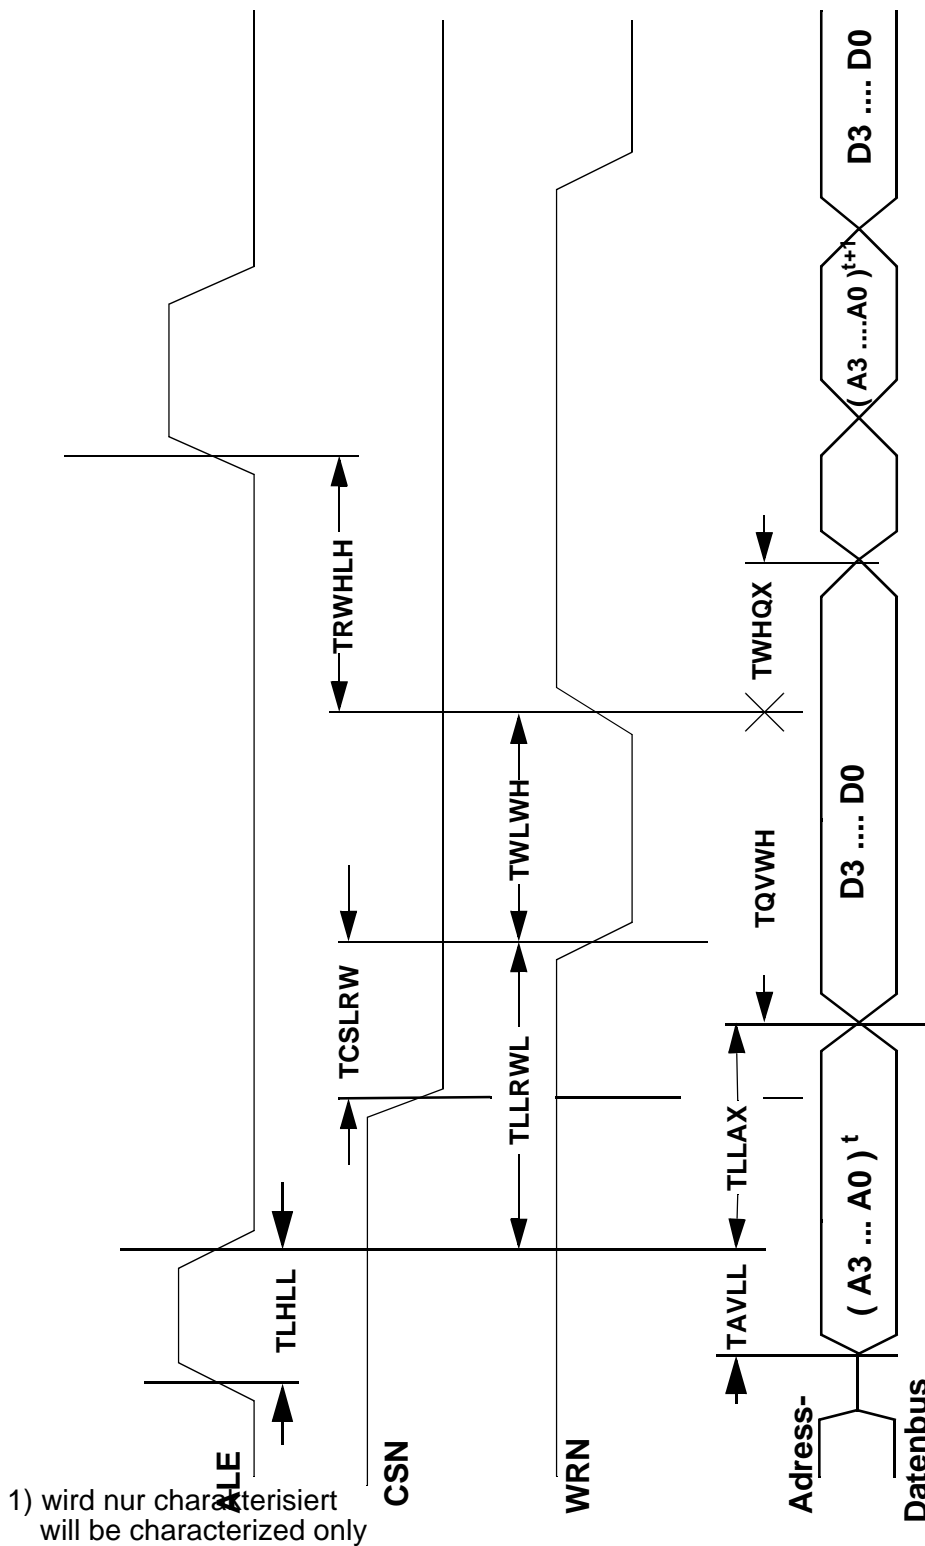 ALE
TLHLL
TRWHLH
CSN
TCSLRW
TLLRWL
TWLWH
WRN
TAVLL
TLLAX
TQVWH
TWHQX
Adress-
Datenbus
( A3 ... A0 )t
D3 .... D0
( A3 ....A0 )t+1
D3 .... D0
1) wird nur charakterisiert
will be characterized only